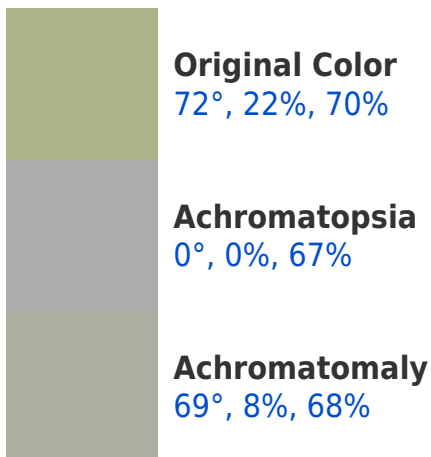 Original Color
72°, 22%, 70%
Achromatopsia
0°, 0%, 67%
Achromatomaly
69°, 8%, 68%